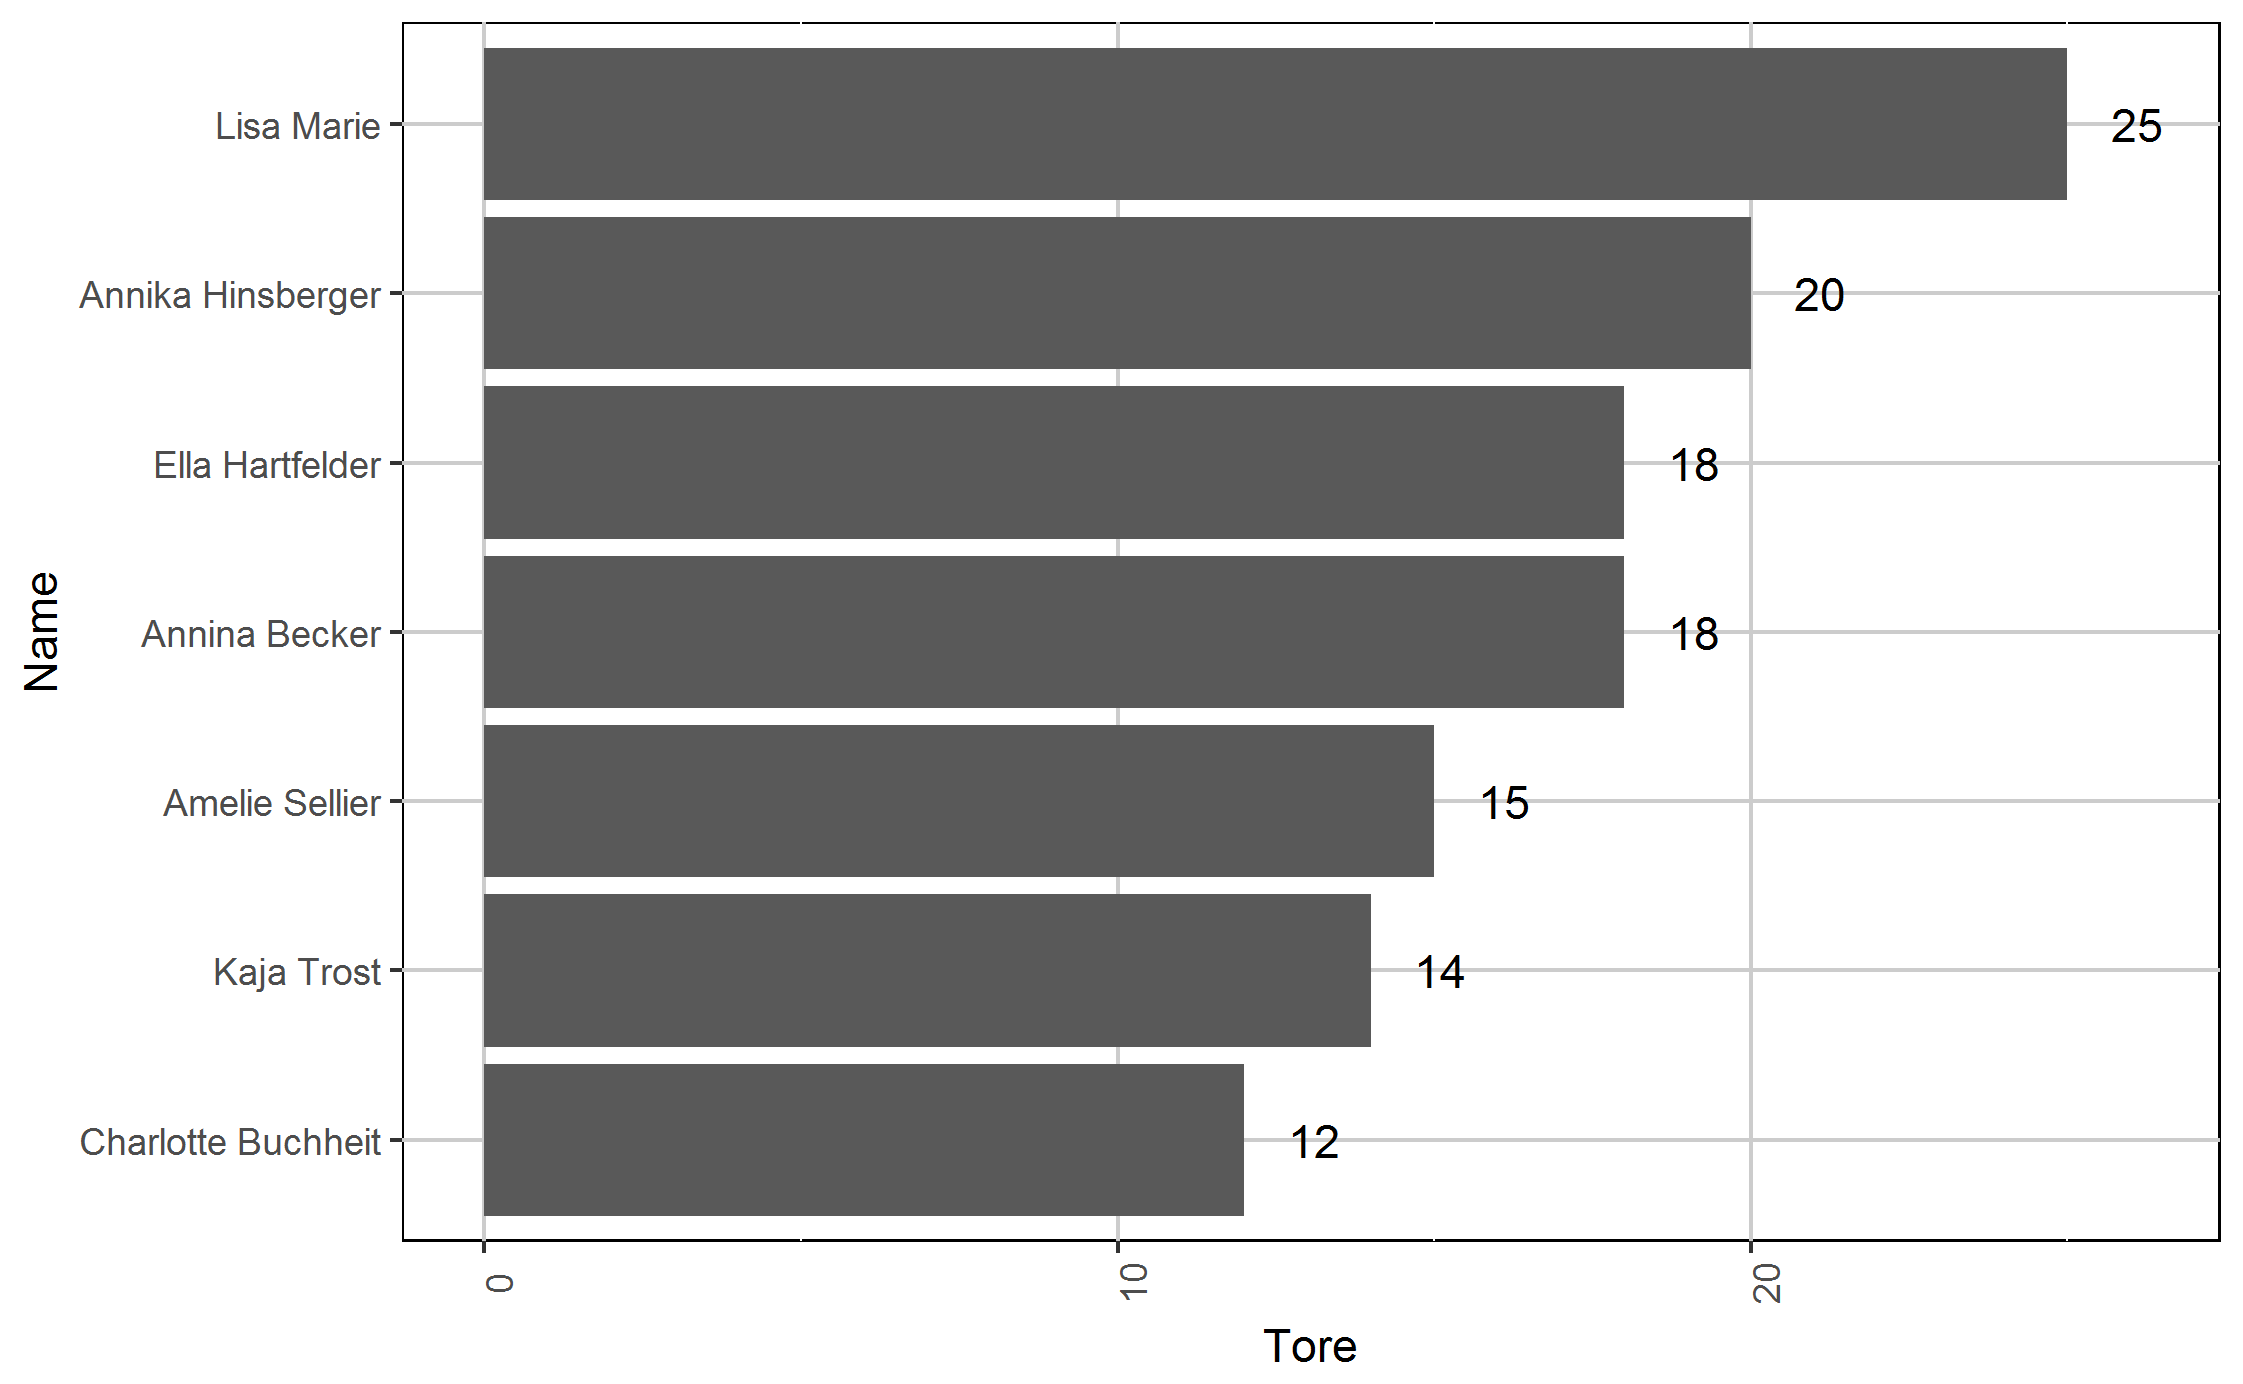 Name
Lisa Marie 25
Annika Hinsberger 20
Ella Hartfelder 18
Annina Becker 18
Amelie Sellier 15
Kaja Trost 14
Charlotte Buchheit 12
0 10 20
Tore